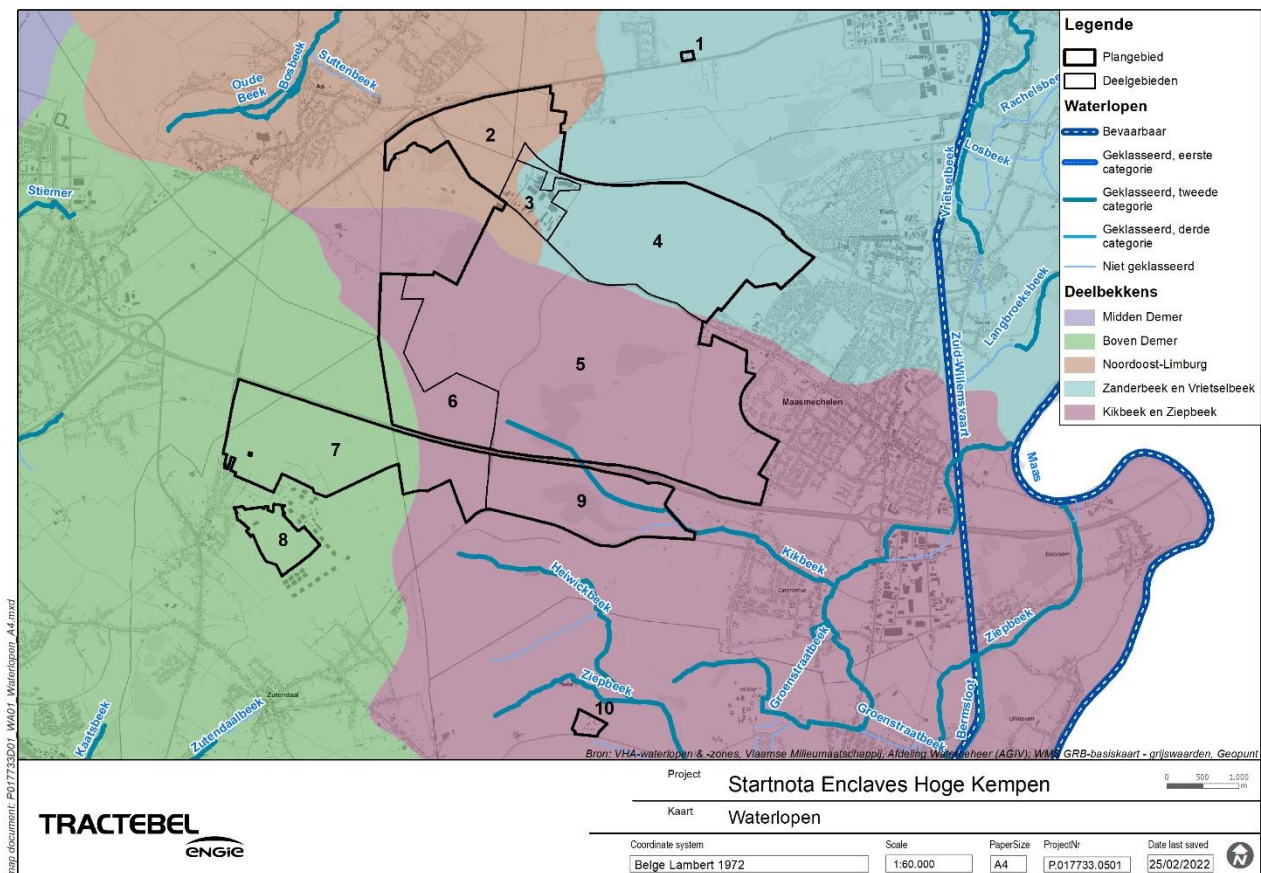 1
Suttenbeek
Oude
Beek
Bosbeek
As
2
3
4
Stiemer
5
6
7
8
9
10
Vrietselbeek
Losbeek
Langbroeksbeek
Zuid-Willemsvaart
Maasmechelen
Maas
Kikbeek
Heiwickbeek
Ziepbeek
Ziepbeek
Groenstraatbeek
Groenstraatbeek
Bermsloot
Boorsem
Zutendaal
Kaatsbeek
Zutendaalbeek
Legende
Plangebied
Deelgebieden
Waterlopen
Bevaarbaar
Geklasseerd, eerste
categorie
Geklasseerd, tweede
categorie
Geklasseerd, derde
categorie
Niet geklasseerd
Deelbekkens
Midden Demer
Boven Demer
Noordoost-Limburg
Zanderbeek en Vrietselbeek
Kikbeek en Ziepbeek
Bron: VHA-waterlopen & -zones, Vlaamse Milieumaatschappij, Afdeling Waterbeheer (AGIV); WMS GRB-basiskaart - grijswaarden, Geopunt
map document: P017733D01_WA01_Waterlopen_A4.mxd
TRACTEBEL
ENGIE
Project
Startnota Enclaves Hoge Kempen
0 500 1.000
m
Kaart
Waterlopen
Coordinate system
Belge Lambert 1972
Scale
1:60.000
PaperSize
A4
ProjectNr
P.017733.0501
Date last saved
25/02/2022
N